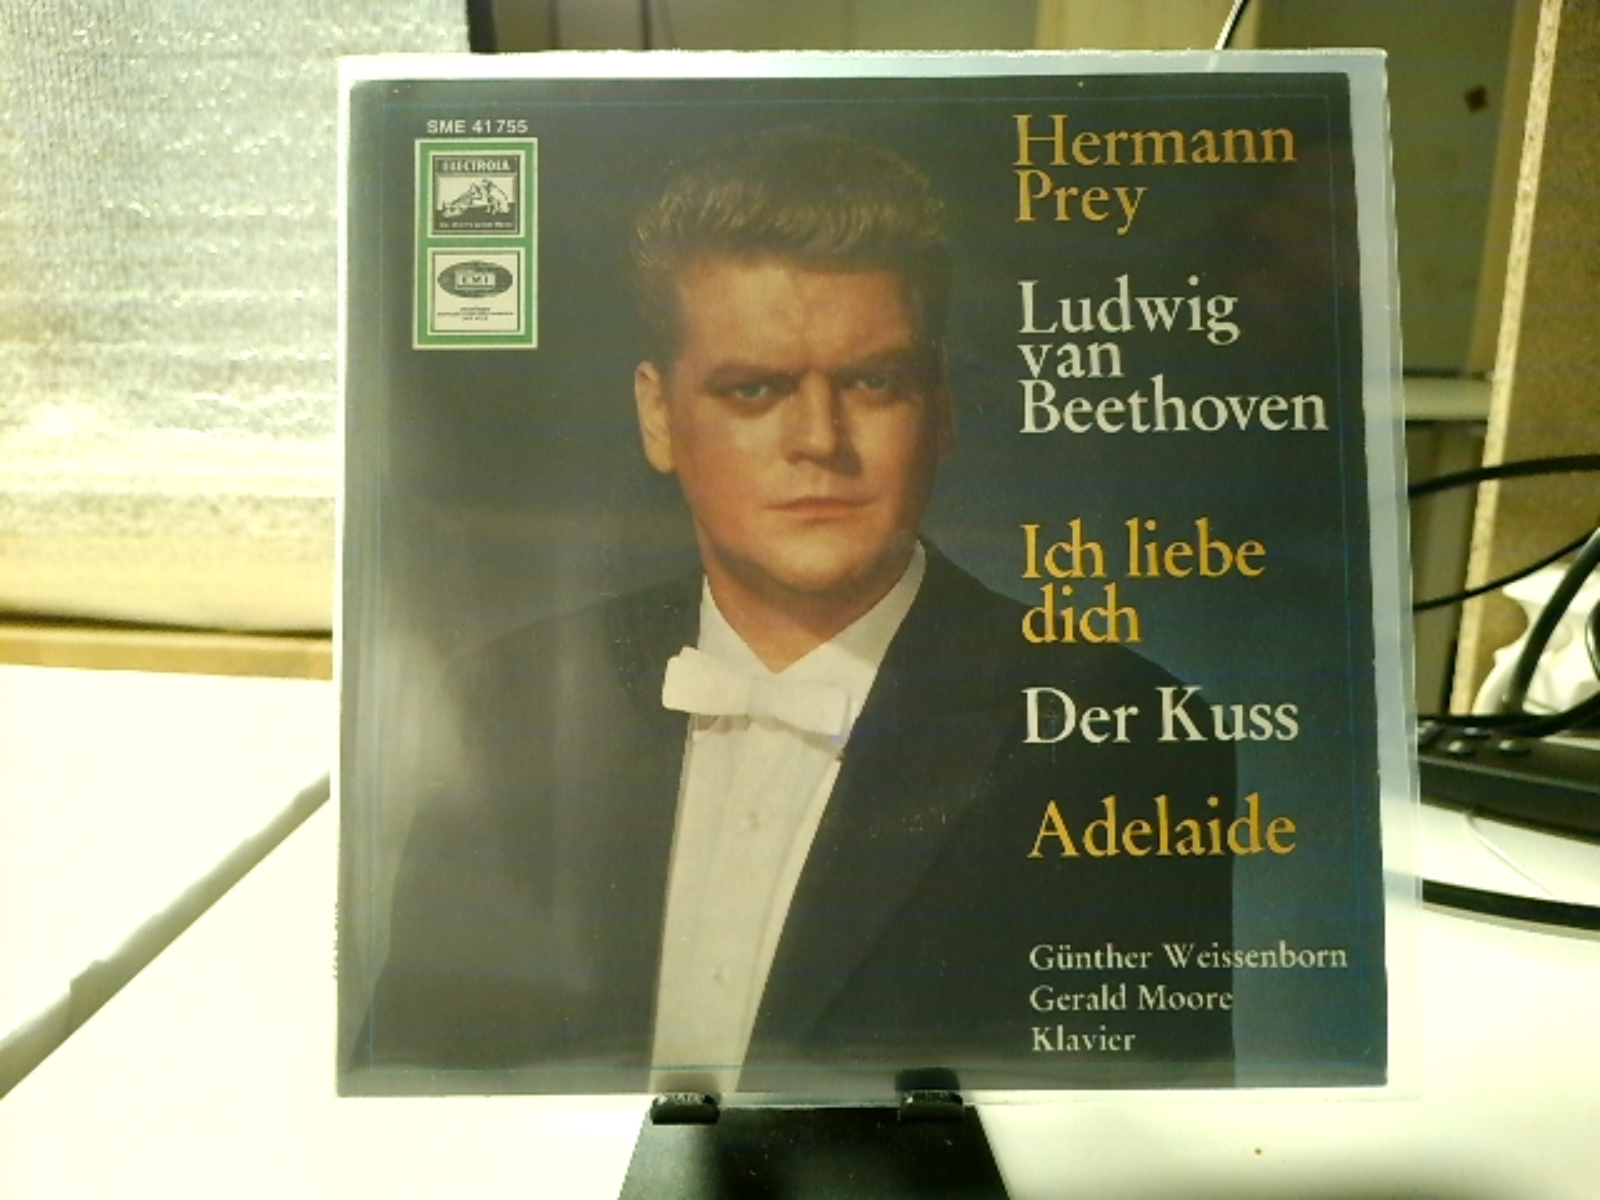 SME 41755
ELECTROLA
EMI
Hermann
Prey
Ludwig
van
Beethoven
Ich liebe
dich
Der Kuss
Adelaide
Günther Weissenborn
Gerald Moore
Klavier